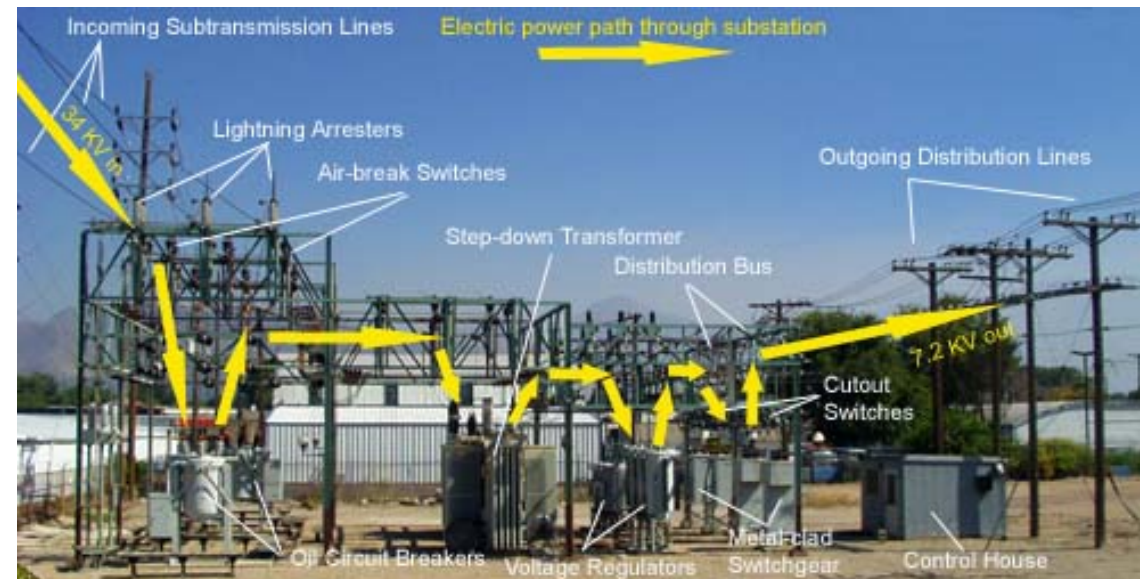 Incoming Subtransmission Lines
Electric power path through substation
34 KV in
Lightning Arresters
Air-break Switches
Outgoing Distribution Lines
Step-down Transformer
Distribution Bus
7.2 KV out
Cutout
Switches
Oil Circuit Breakers
Voltage Regulators
Metal-clad
Switchgear
Control House